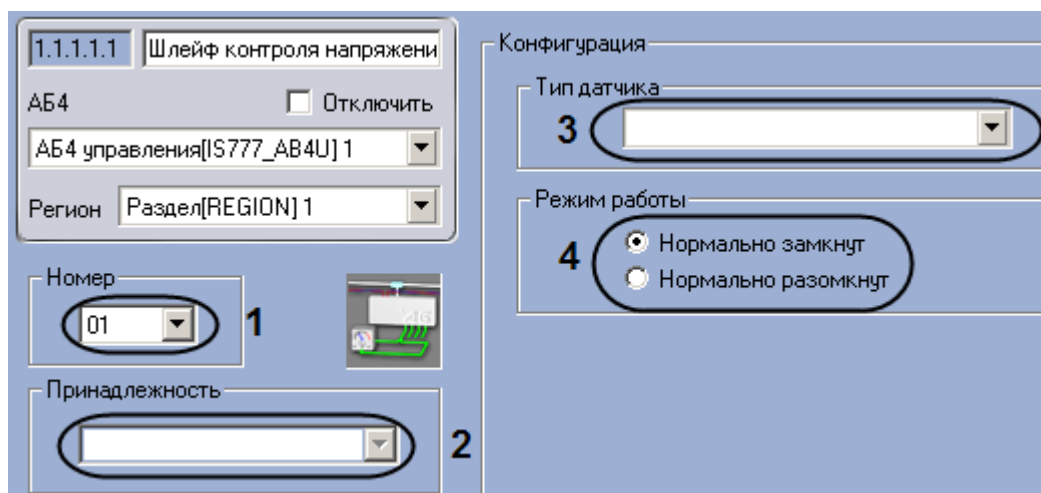 1.1.1.1.1 Шлейф контроля напряжени
АБ4 Отключить
АБ4 управления[IS777_AB4U] 1
Регион Раздел[REGION] 1
Номер
01 1
Принадлежность
2
Конфигурация
Тип датчика
3
Режим работы
4 Нормально замкнут
Нормально разомкнут